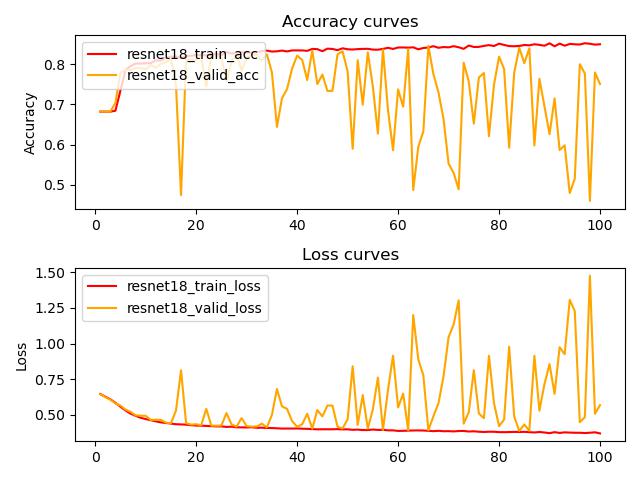 Accuracy curves
Accuracy
0.8
0.7
0.6
0.5
resnet18_train_acc
resnet18_valid_acc
0
20
40
60
80
100
Loss curves
Loss
1.50
1.25
1.00
0.75
0.50
resnet18_train_loss
resnet18_valid_loss
0
20
40
60
80
100